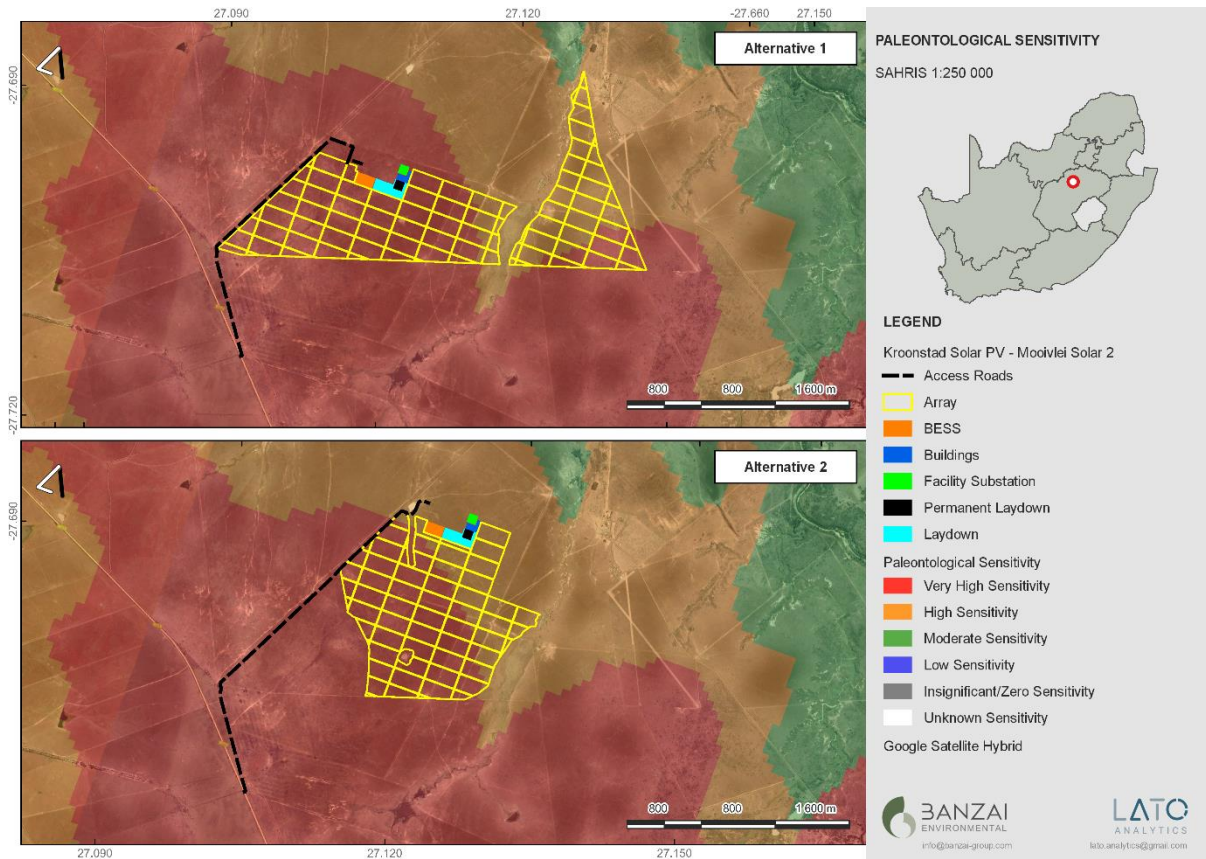 27.090
27.120
-27.660
27.150
Alternative 1
-27.690
-27.720
800
800
1 600 m
Alternative 2
-27.690
800
800
1 600 m
27.090
27.120
27.150
PALEONTOLOGICAL SENSITIVITY
SAHRIS 1:250 000
LEGEND
Kroonstad Solar PV - Mooivlei Solar 2
Access Roads
Array
BESS
Buildings
Facility Substation
Permanent Laydown
Laydown
Paleontological Sensitivity
Very High Sensitivity
High Sensitivity
Moderate Sensitivity
Low Sensitivity
Insignificant/Zero Sensitivity
Unknown Sensitivity
Google Satellite Hybrid
BANZAI
ENVIRONMENTAL
info@banzai-group.com
LATO
ANALYTICS
lato.analytics@gmail.com